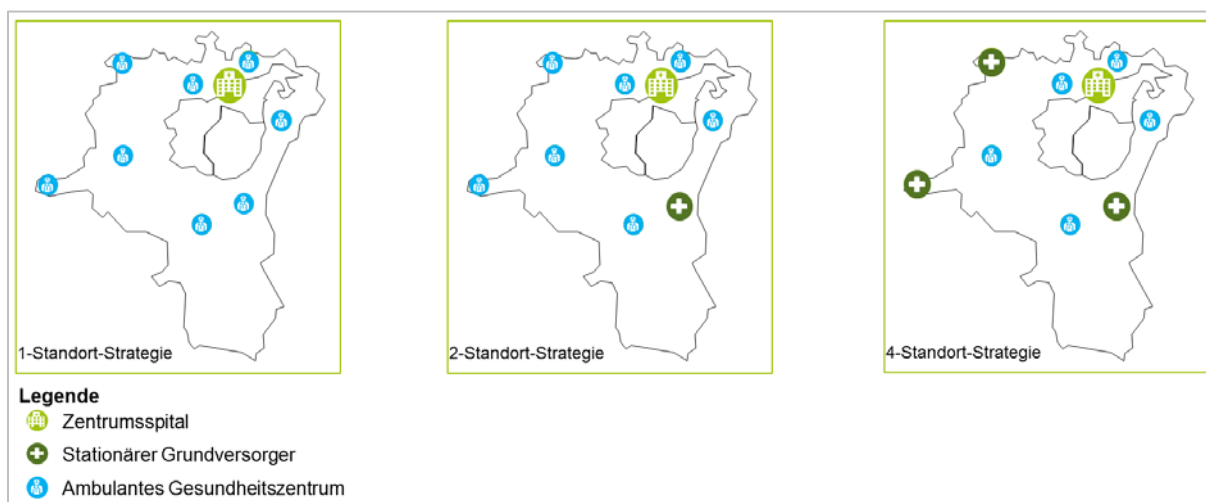 1-Standort-Strategie
2-Standort-Strategie
4-Standort-Strategie
Legende
Zentrumsspital
Stationärer Grundversorger
Ambulantes Gesundheitszentrum